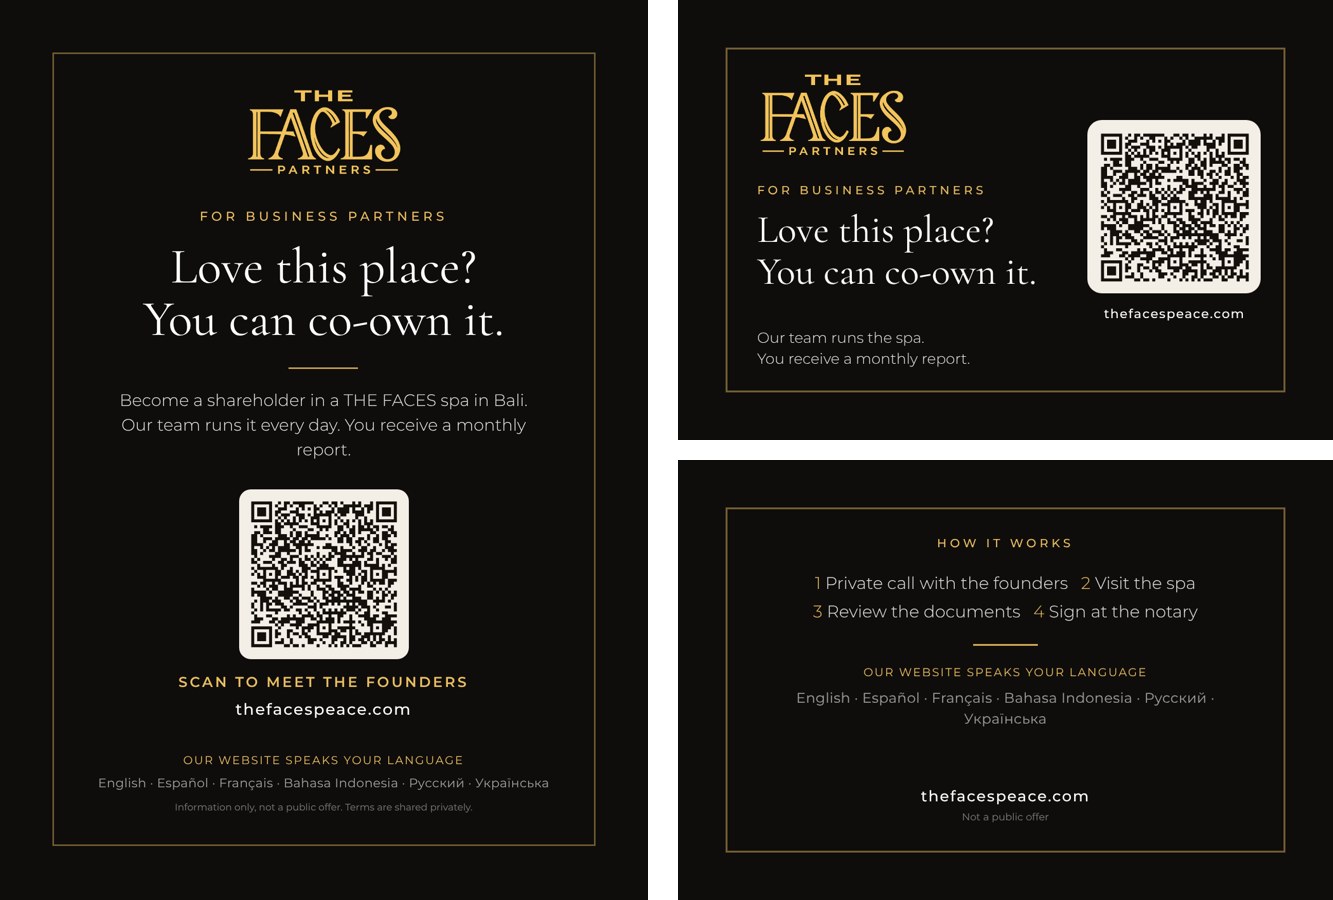 THE
FACES
PARTNERS
FOR BUSINESS PARTNERS
Love this place?
You can co-own it.
Become a shareholder in a THE FACES spa in Bali.
Our team runs it every day. You receive a monthly
report.
SCAN TO MEET THE FOUNDERS
thefacespeace.com
OUR WEBSITE SPEAKS YOUR LANGUAGE
English · Español · Français · Bahasa Indonesia · Русский · Українська
Information only, not a public offer. Terms are shared privately.
THE
FACES
PARTNERS
FOR BUSINESS PARTNERS
Love this place?
You can co-own it.
Our team runs the spa.
You receive a monthly report.
thefacespeace.com
HOW IT WORKS
1 Private call with the founders 2 Visit the spa
3 Review the documents 4 Sign at the notary
OUR WEBSITE SPEAKS YOUR LANGUAGE
English · Español · Français · Bahasa Indonesia · Русский ·
Українська
thefacespeace.com
Not a public offer